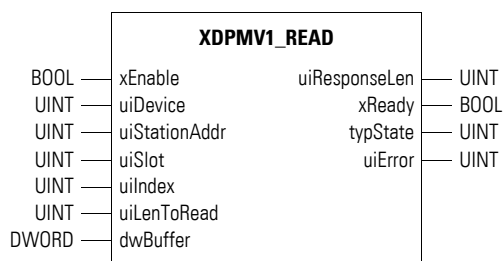 XDPMV1_READ
BOOL xEnable uiResponseLen UINT
UINT uiDevice xReady BOOL
UINT uiStationAddr typState UINT
UINT uiSlot uiError UINT
UINT uiIndex
UINT uiLenToRead
DWORD dwBuffer